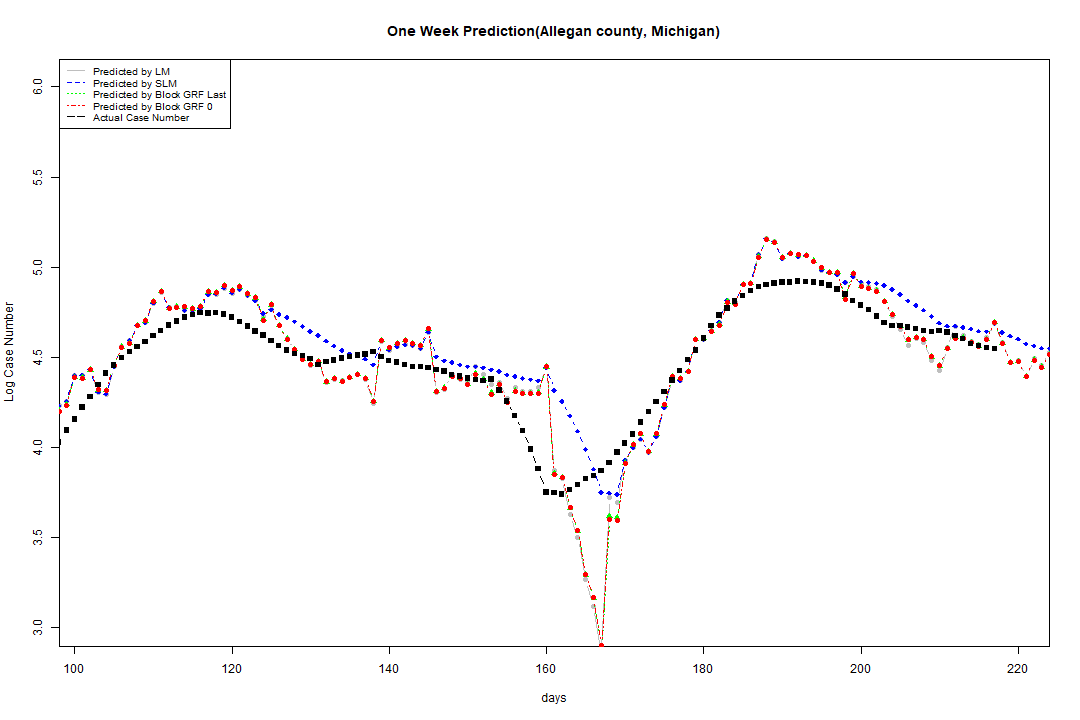 One Week Prediction(Allegan county, Michigan)
Predicted by LM
Predicted by SLM
Predicted by Block GRF Last
Predicted by Block GRF 0
Actual Case Number
6.0
5.5
5.0
4.5
4.0
3.5
3.0
Log Case Number
100 120 140 160 180 200 220
days